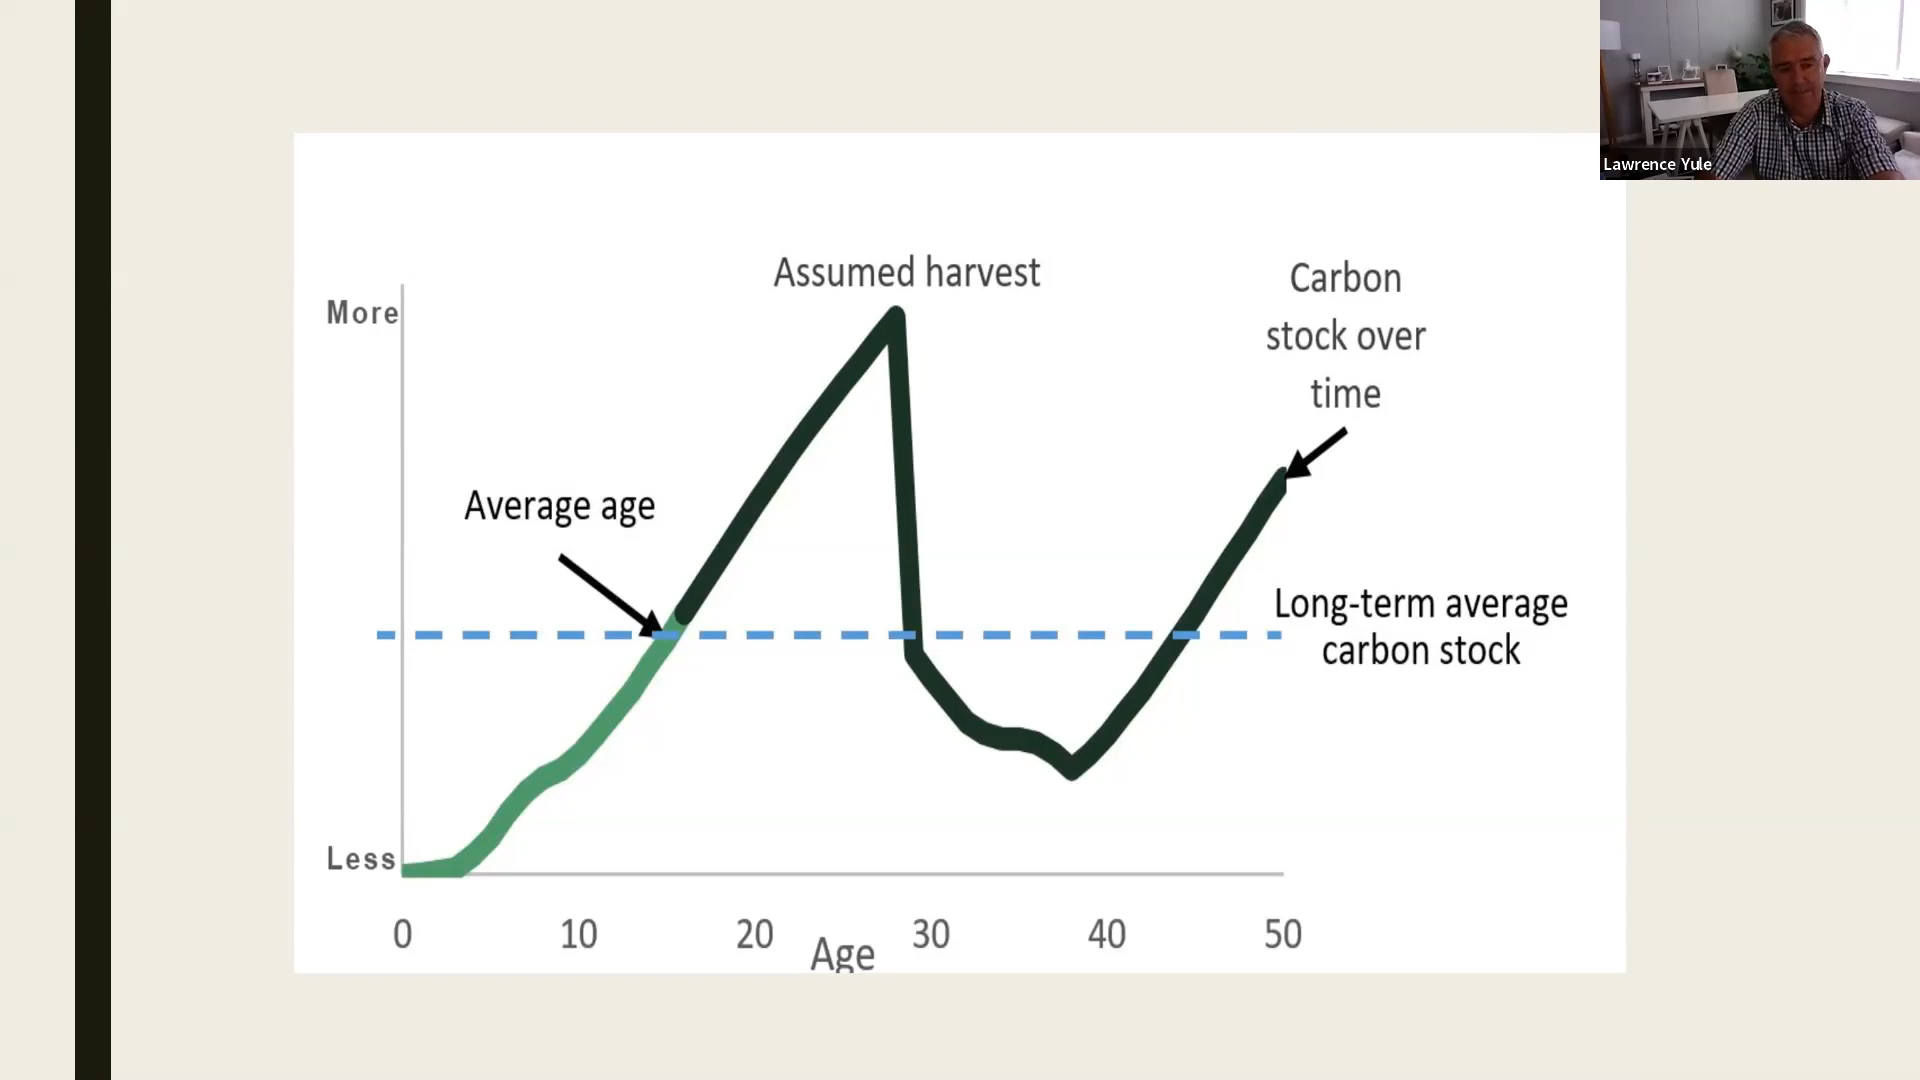 Lawrence Yule
Assumed harvest
Carbon
stock over
time
More
Average age
Long-term average
carbon stock
Less
0 10 20 30 40 50
Age